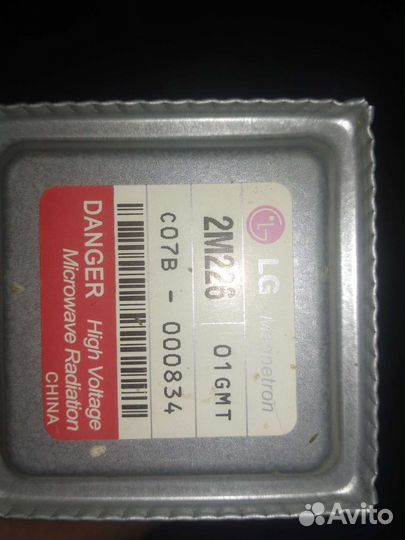 LG Magnetron
2M226 01GMT
C07B - 000834
DANGER High Voltage
Microwave Radiation
CHINA
Avito